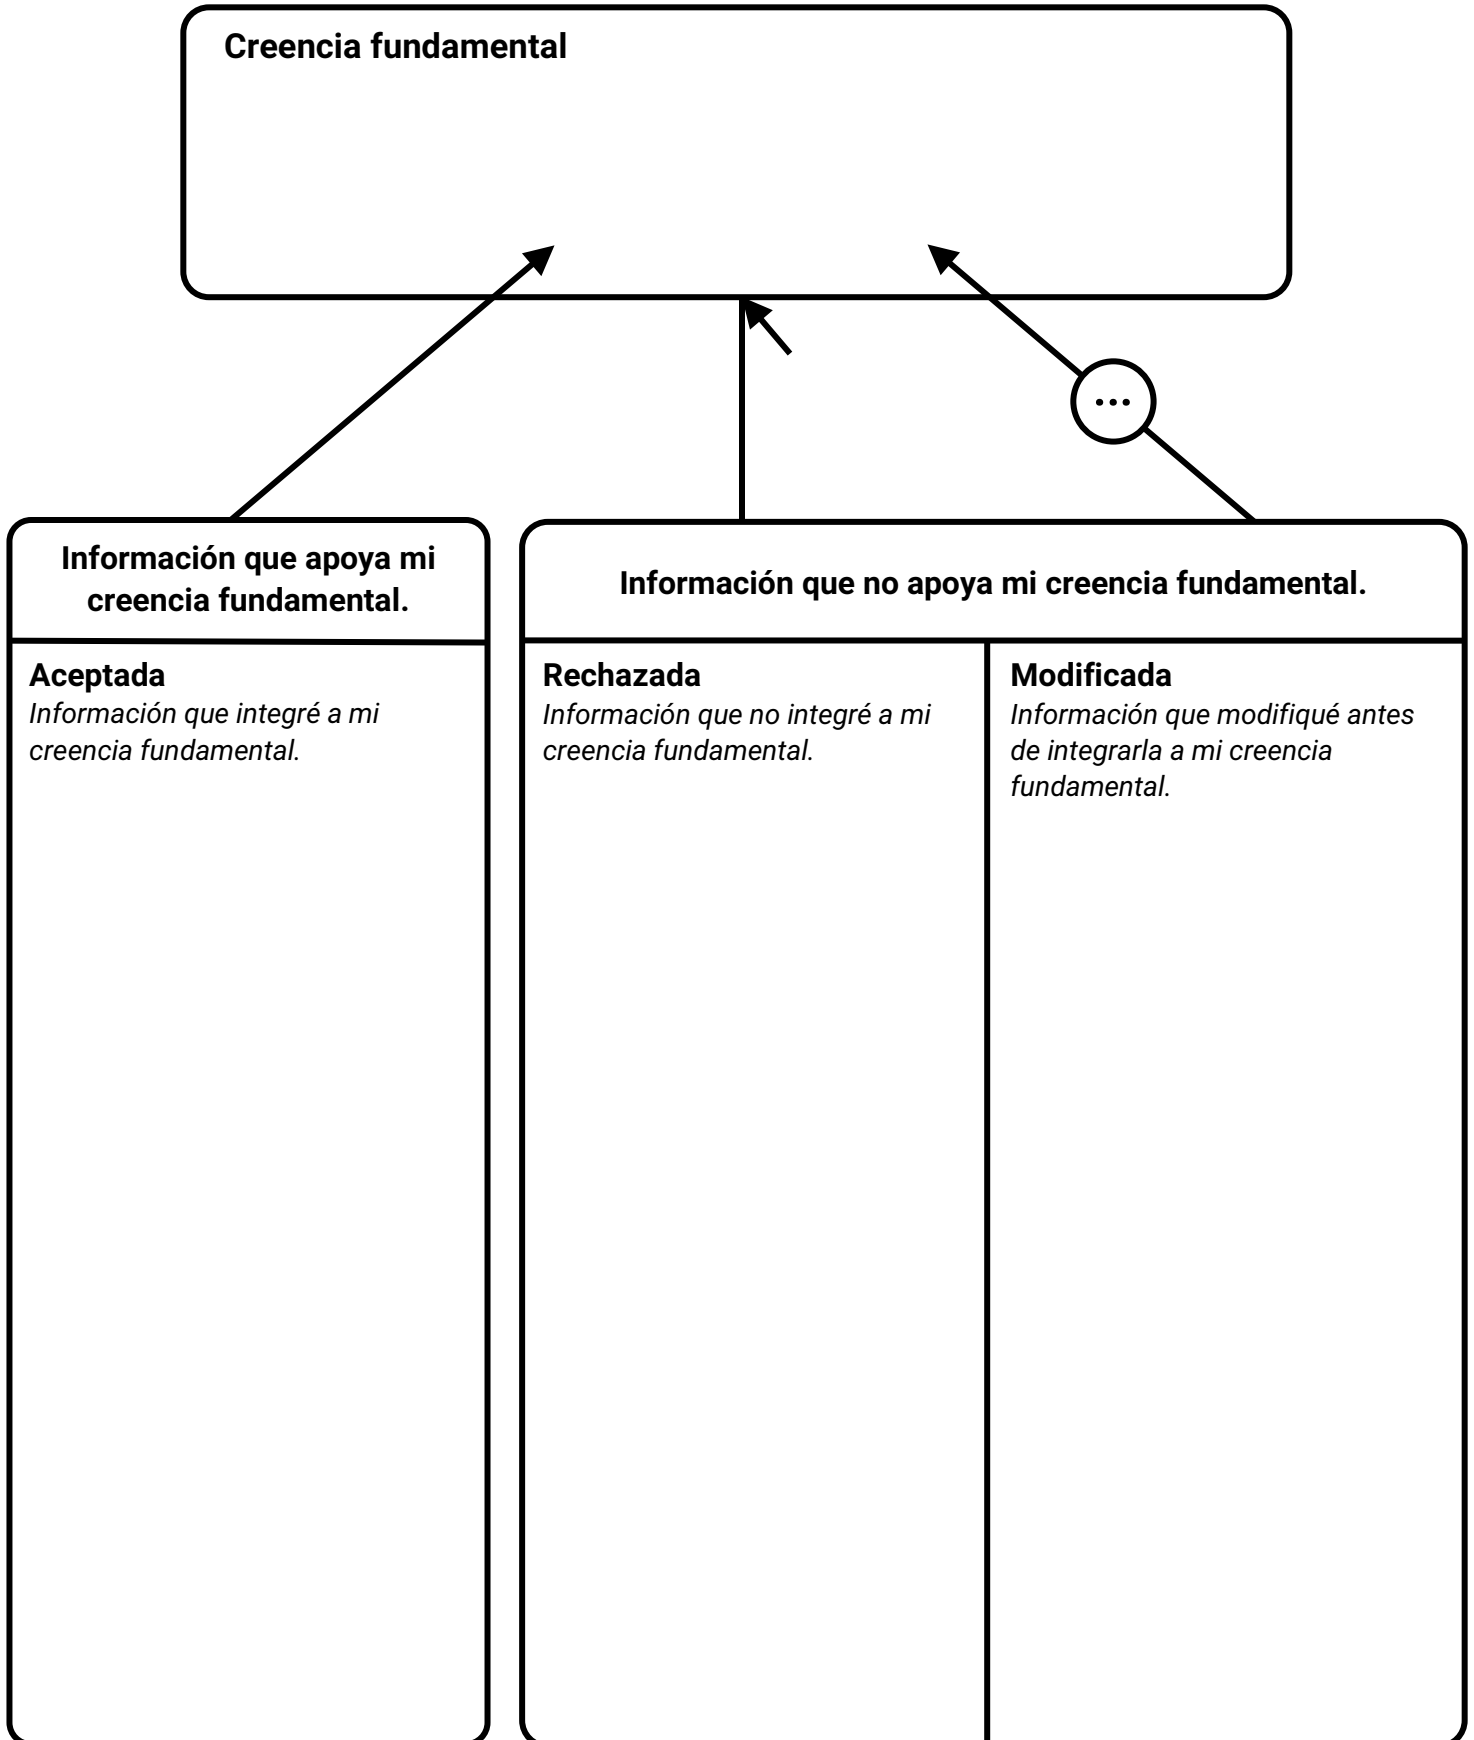 Creencia fundamental
...
Información que apoya mi
creencia fundamental.
Información que no apoya mi creencia fundamental.
Aceptada
Información que integré a mi
creencia fundamental.
Rechazada
Información que no integré a mi
creencia fundamental.
Modificada
Información que modifiqué antes
de integrarla a mi creencia
fundamental.